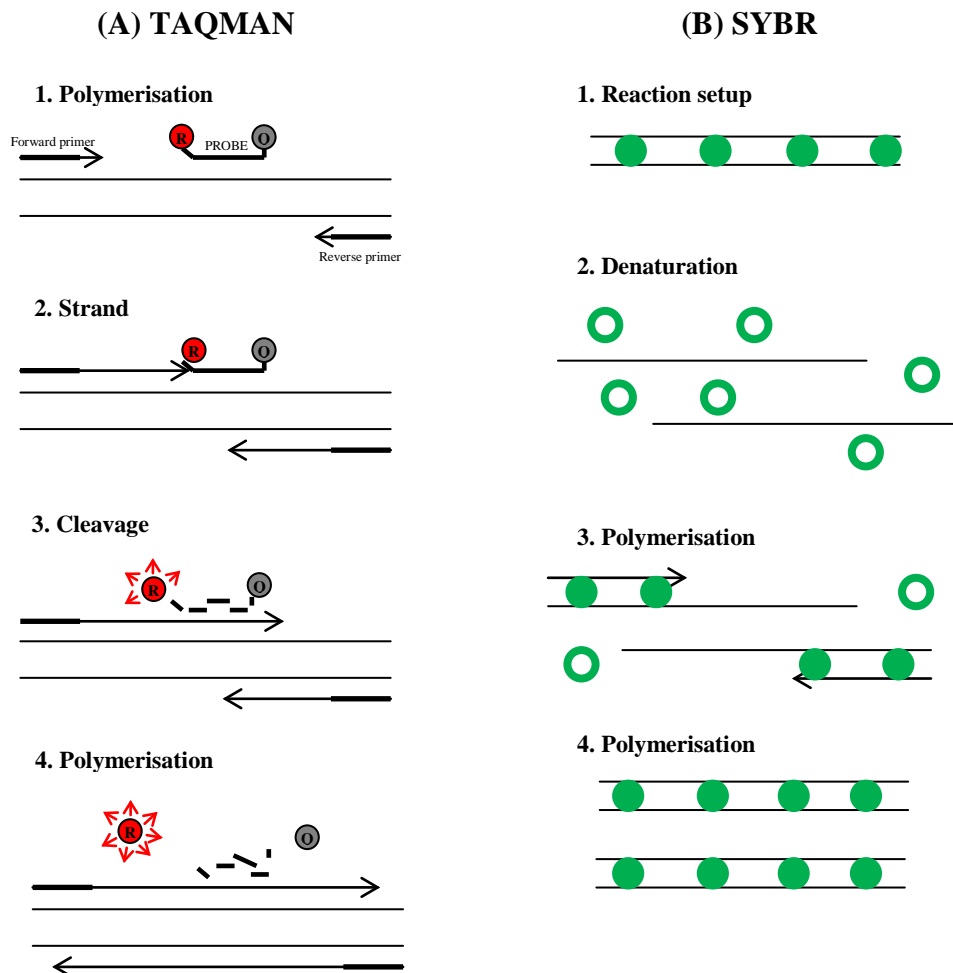 (A) TAQMAN
1. Polymerisation
Forward primer
R
PROBE
O
Reverse primer
2. Strand
R
O
3. Cleavage
R
O
4. Polymerisation
R
O
(B) SYBR
1. Reaction setup
2. Denaturation
3. Polymerisation
4. Polymerisation